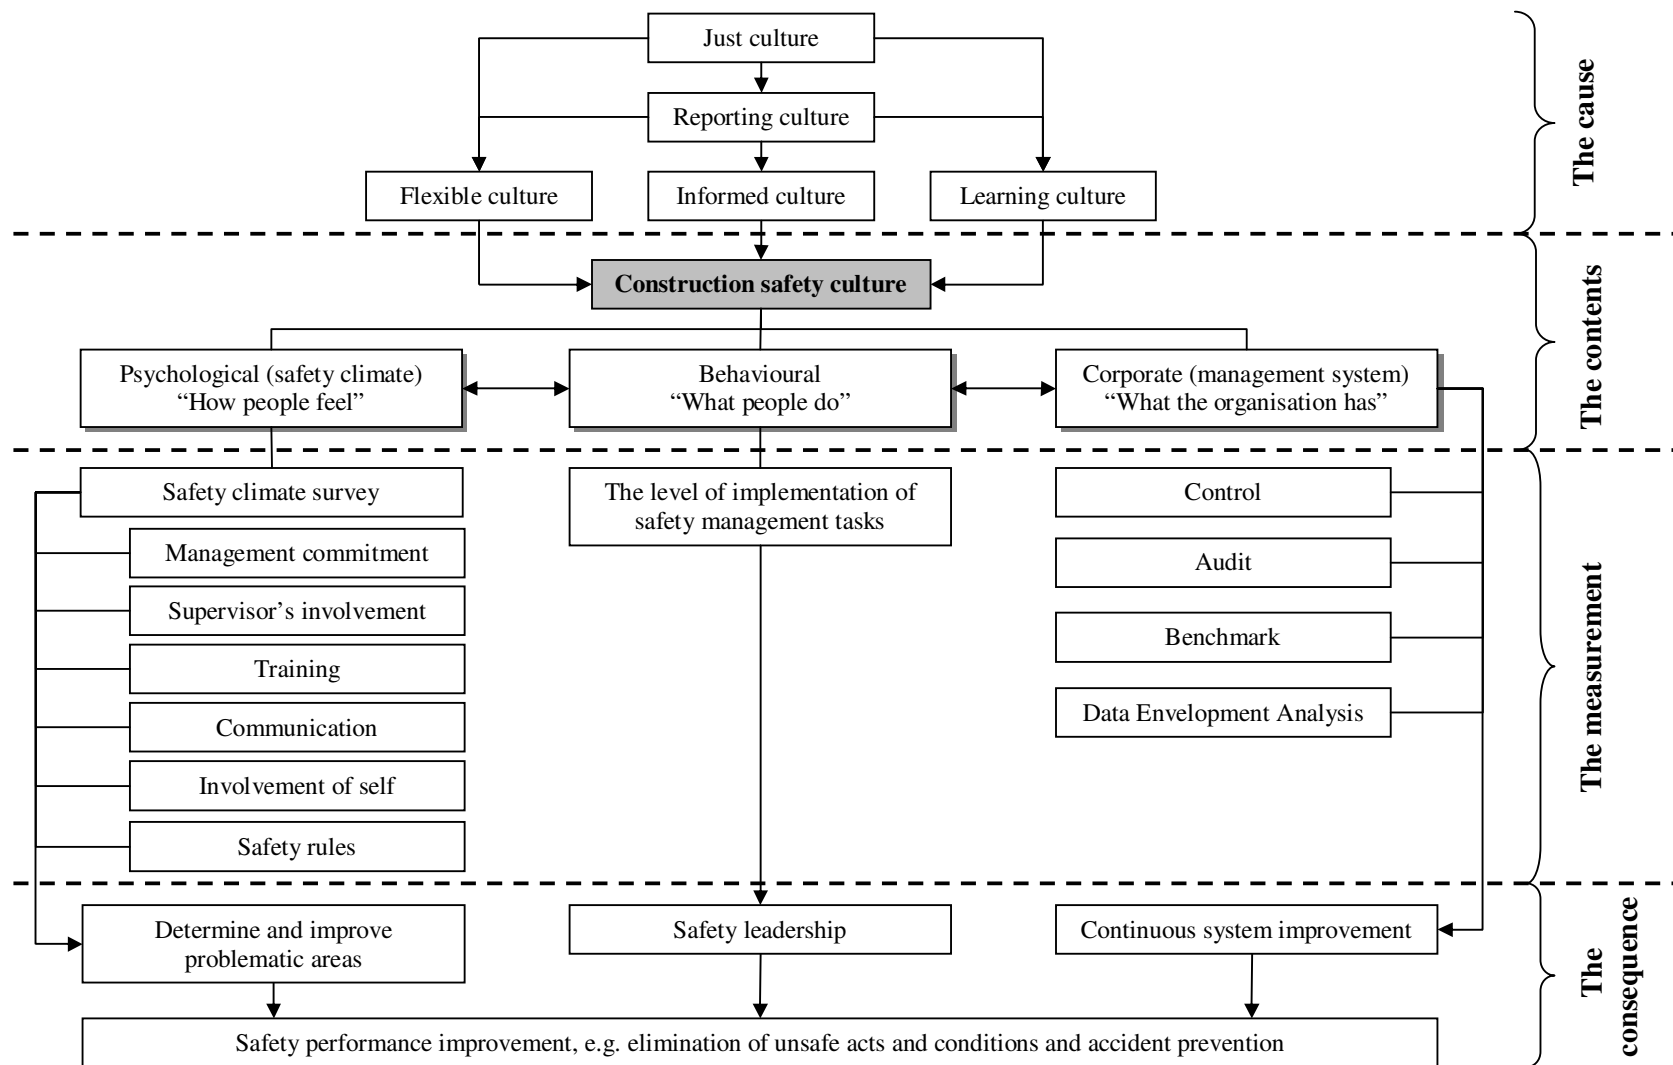 Just culture
Reporting culture
Flexible culture
Informed culture
Learning culture
The cause
Construction safety culture
Psychological (safety climate)
“How people feel”
Behavioural
“What people do”
Corporate (management system)
“What the organisation has”
The contents
Safety climate survey
Management commitment
Supervisor’s involvement
Training
Communication
Involvement of self
Safety rules
The level of implementation of
safety management tasks
Control
Audit
Benchmark
Data Envelopment Analysis
The measurement
Determine and improve
problematic areas
Safety leadership
Continuous system improvement
Safety performance improvement, e.g. elimination of unsafe acts and conditions and accident prevention
The
consequence